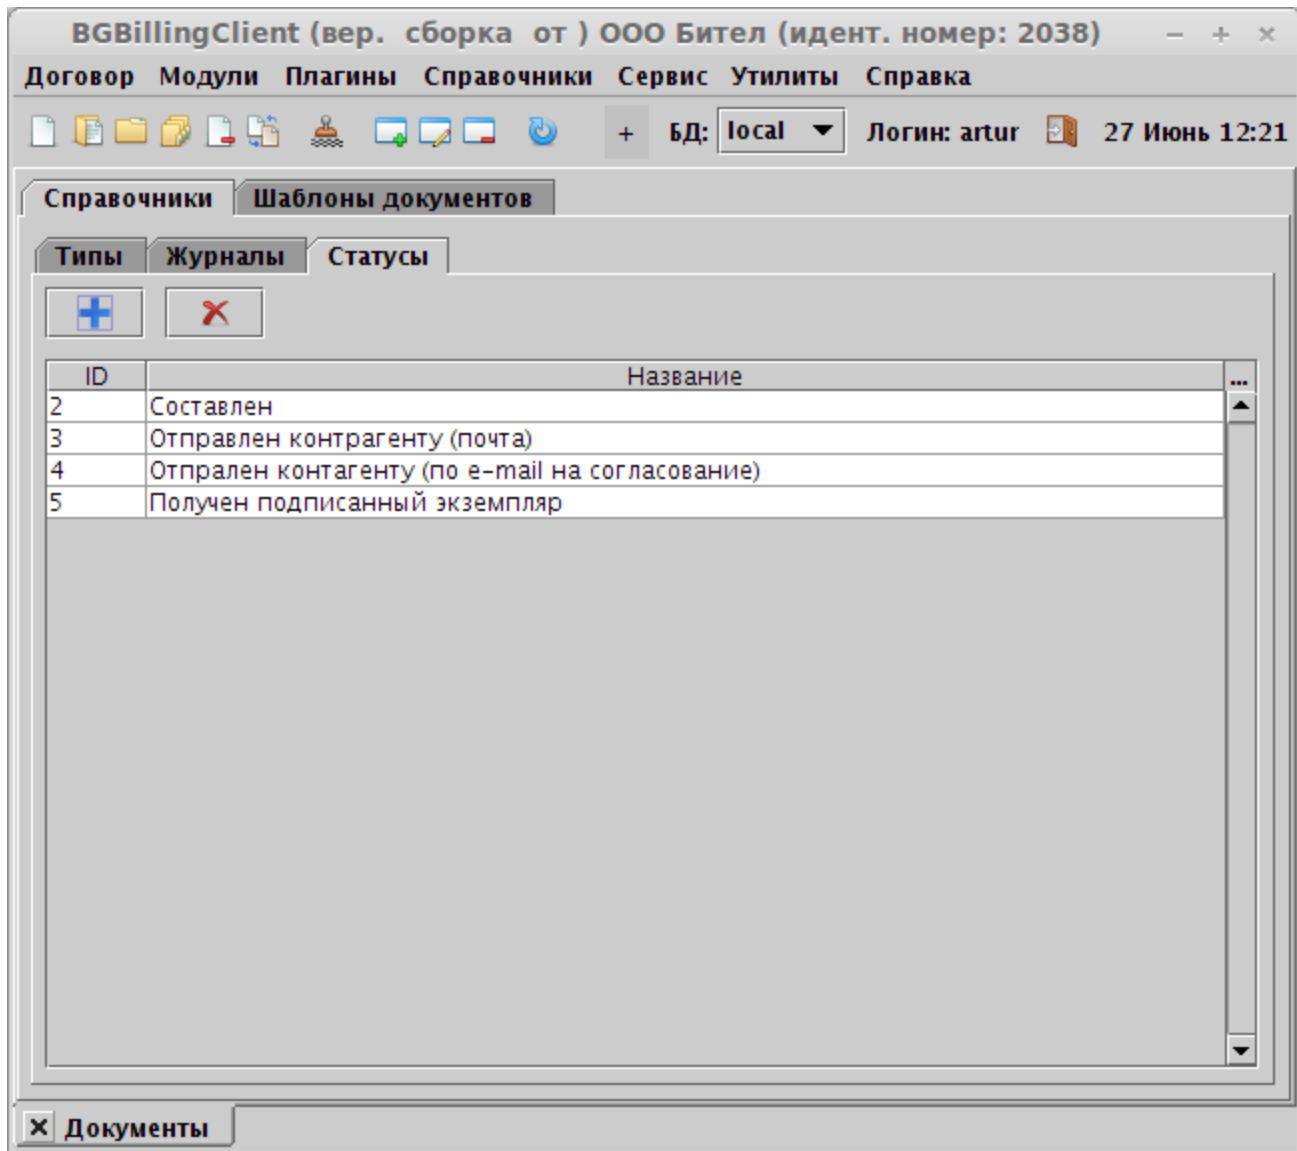 BGBillingClient (вер.  сборка  от ) ООО Бител (идент. номер: 2038)
Договор Модули Плагины Справочники Сервис Утилиты Справка
+ БД: local Логин: artur 27 Июнь 12:21
Справочники Шаблоны документов
Типы Журналы Статусы
ID Название ...
2 Составлен
3 Отправлен контрагенту (почта)
4 Отпрален контагенту (по e-mail на согласование)
5 Получен подписанный экземпляр
Документы